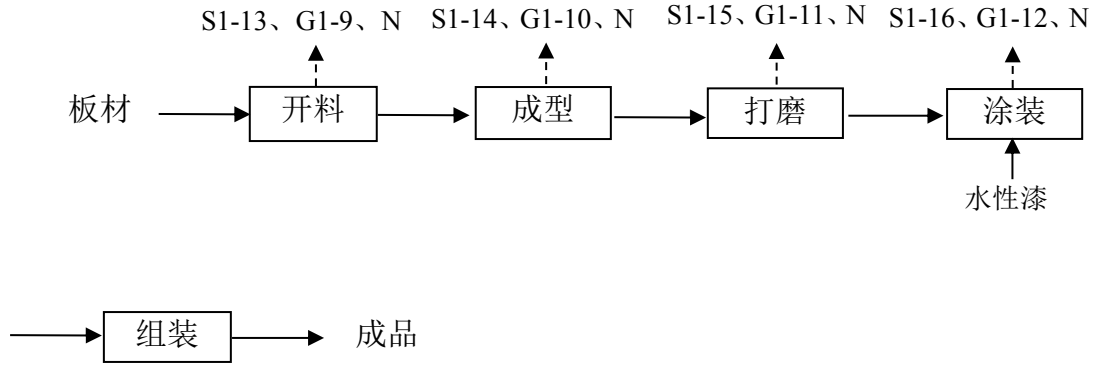 S1-13、G1-9、N S1-14、G1-10、N S1-15、G1-11、N S1-16、G1-12、N
板材 开料 成型 打磨 涂装
水性漆
组装 成品